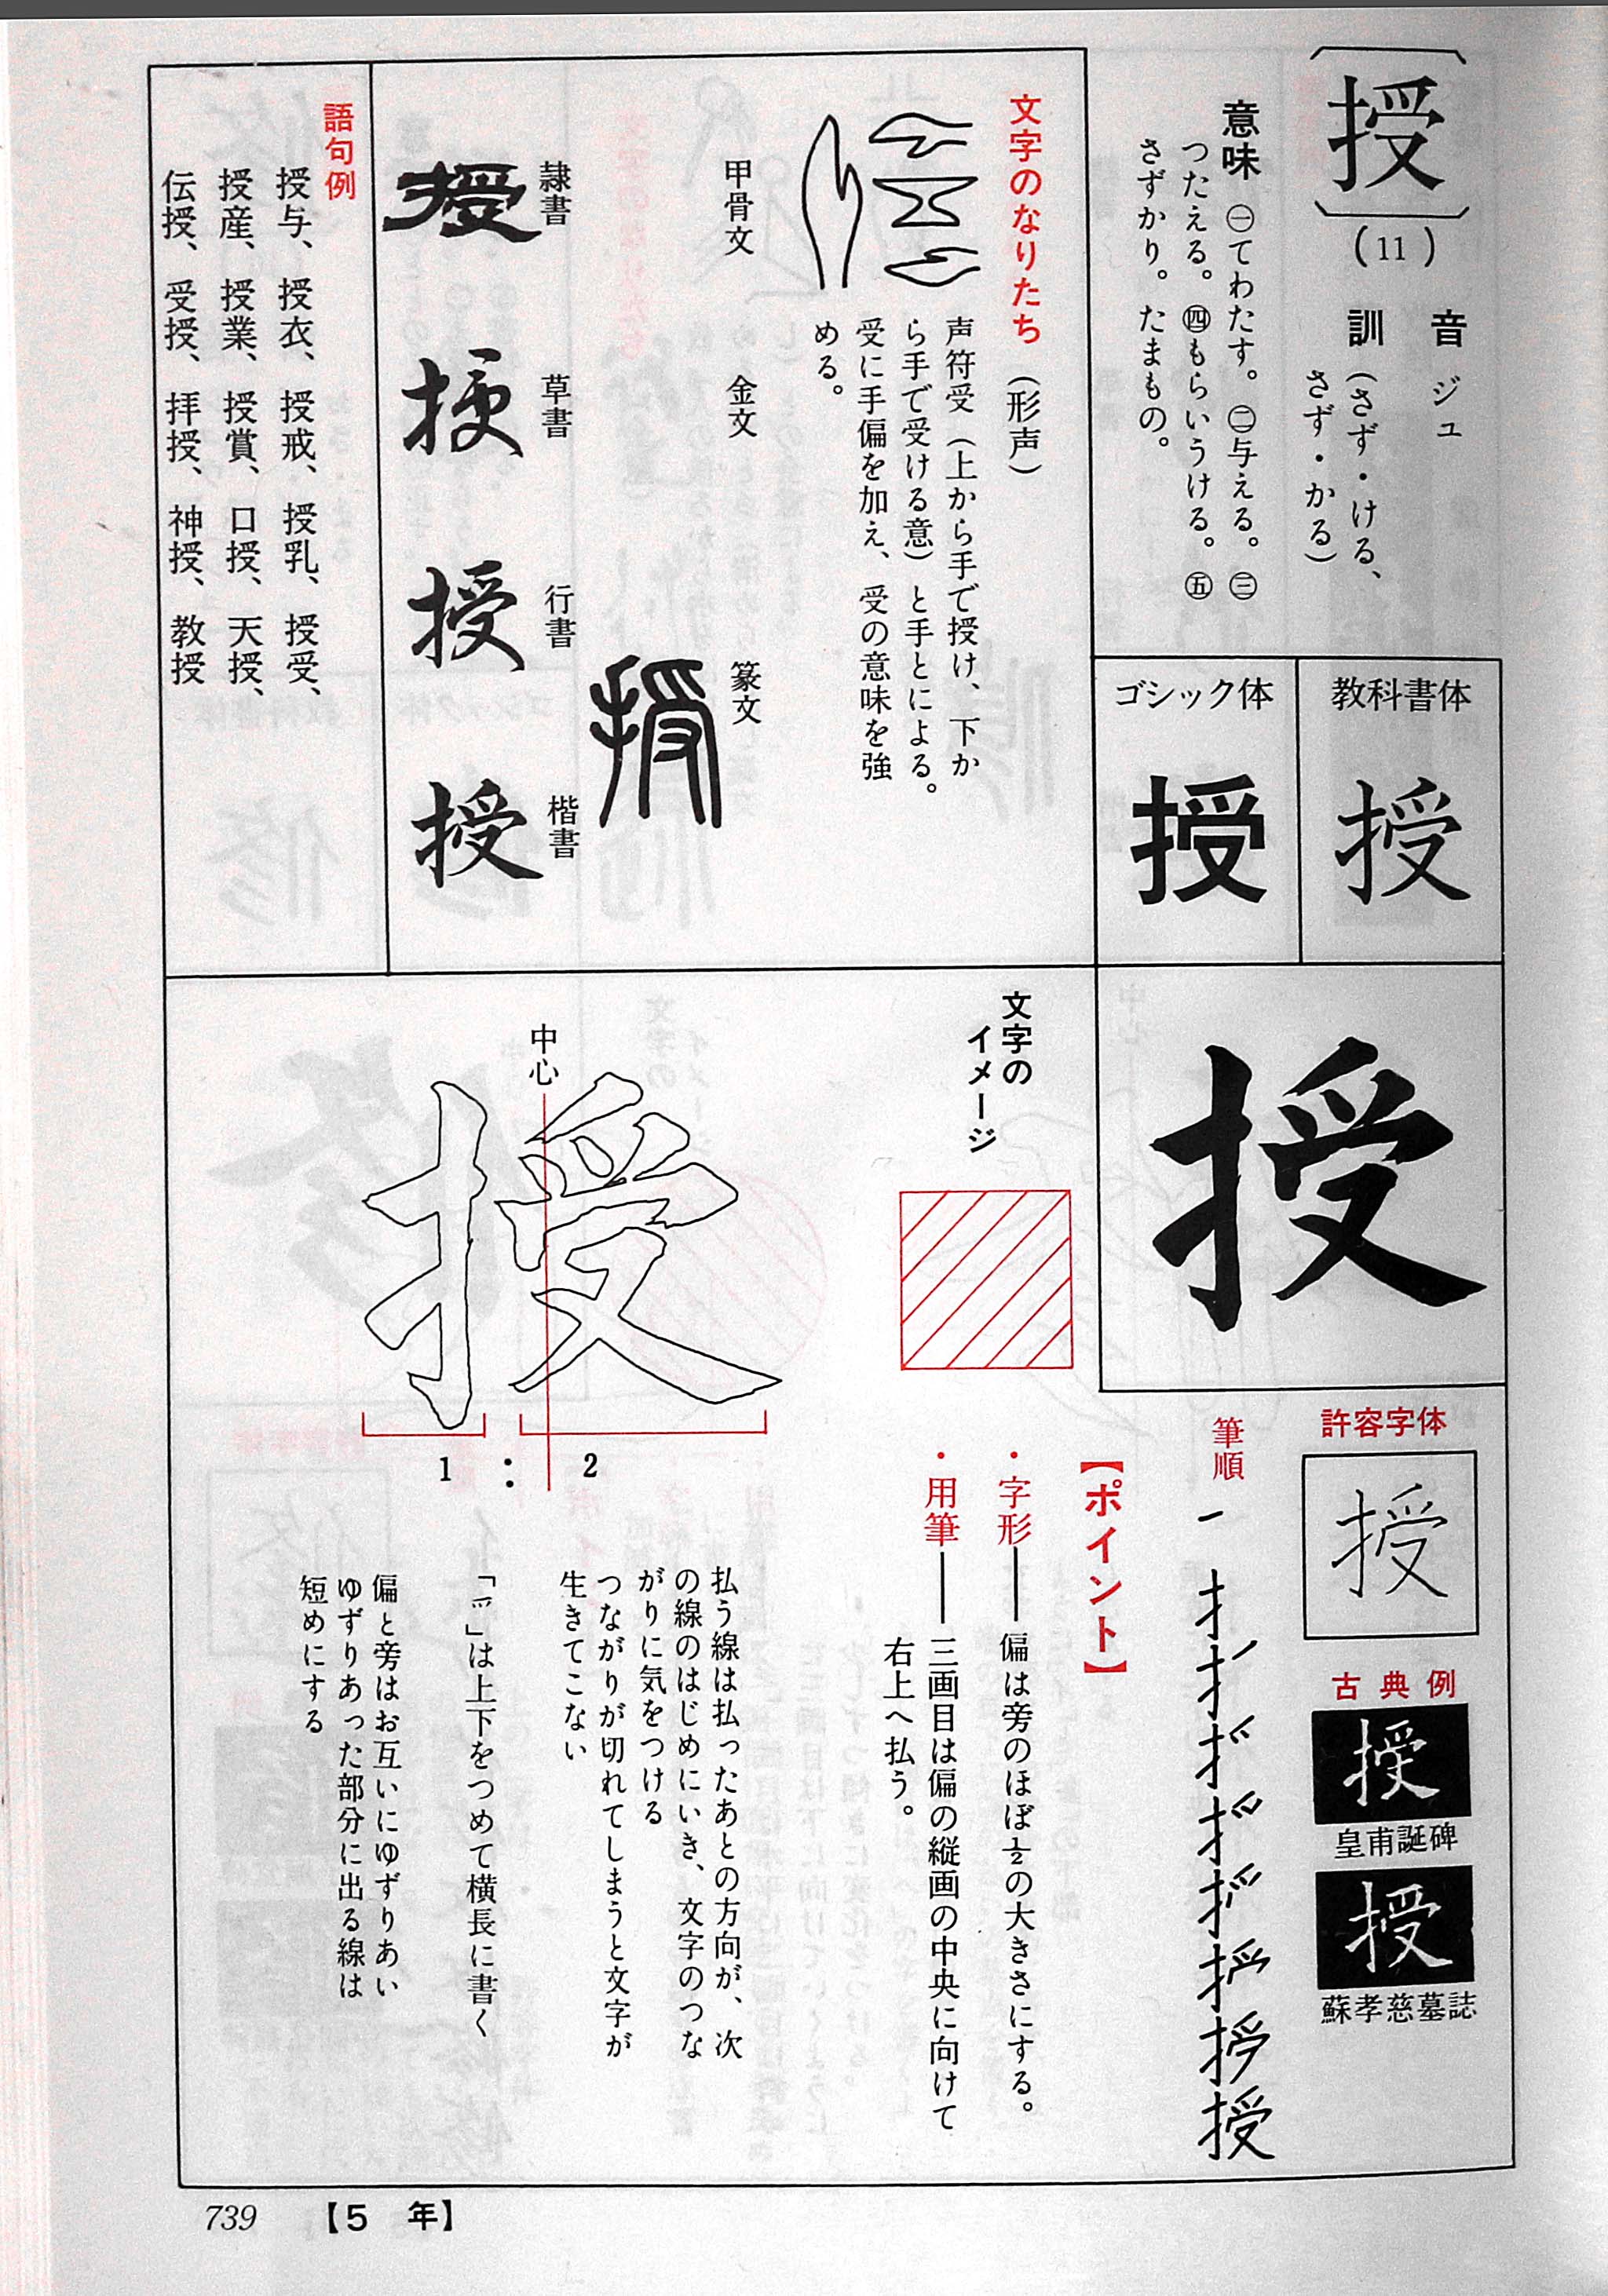 〔授〕(11)
音 ジュ
訓 (さず・ける、
さず・かる)
意味 ㊀てわたす。㊁与える。㊂
つたえる。㊃もらいうける。㊄
さずかり。たまもの。
教科書体
授
ゴシック体
授
文字のなりたち (形声)
声符受(上から手で授け、下か
ら手で受ける意)と手とによる。
受に手偏を加え、受の意味を強
める。
甲骨文
金文
篆文
授
隷書
授
草書
授
行書
授
楷書
授
語句例
授与、授衣、授戒、授乳、授受、
授産、授業、授賞、口授、天授、
伝授、受授、拝授、神授、教授
授
許容字体
授
古典例
授
皇甫誕碑
授
蘇孝慈墓誌
筆順
授
文字の
イメージ
中心
授
1:2
【ポイント】
・字形――偏は旁のほぼ½の大きさにする。
・用筆――三画目は偏の縦画の中央に向けて
右上へ払う。
払う線は払ったあとの方向が、次
の線のはじめにいき、文字のつな
がりに気をつける
つながりが切れてしまうと文字が
生きてこない
「爫」は上下をつめて横長に書く
偏と旁はお互いにゆずりあい
ゆずりあった部分に出る線は
短めにする
739 【5 年】